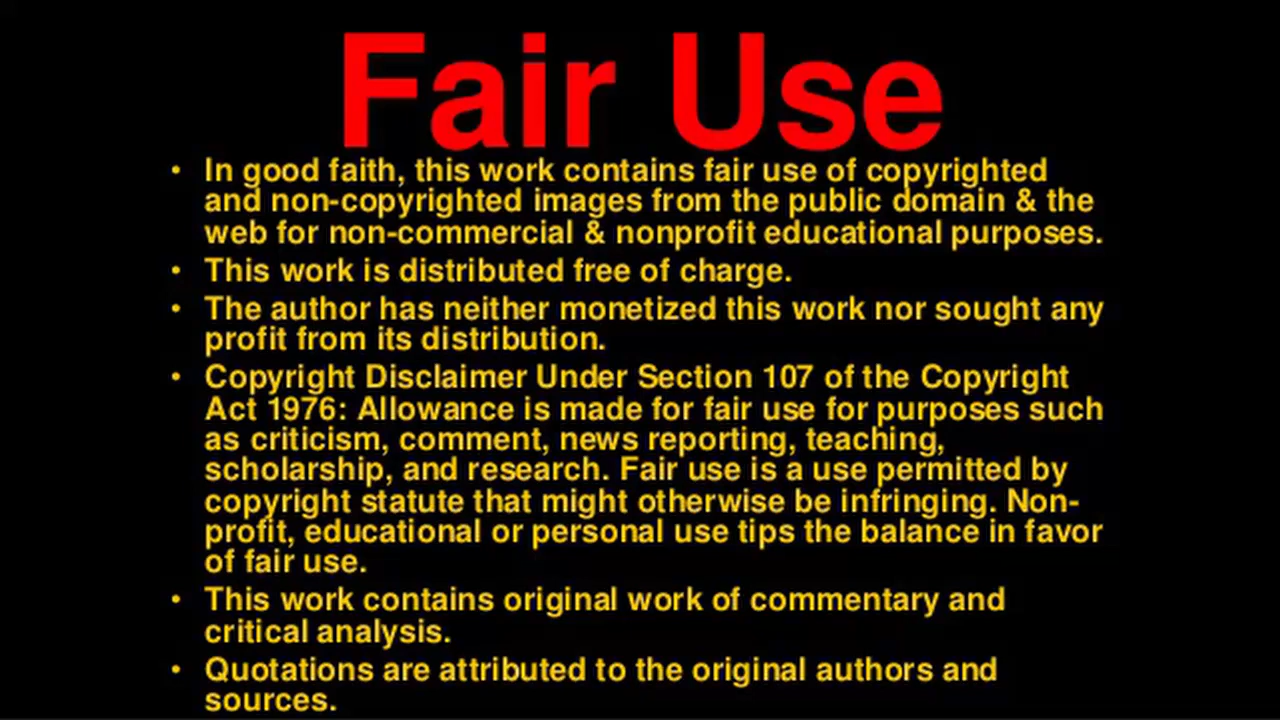 Fair Use
• In good faith, this work contains fair use of copyrighted
and non-copyrighted images from the public domain & the
web for non-commercial & nonprofit educational purposes.
• This work is distributed free of charge.
• The author has neither monetized this work nor sought any
profit from its distribution.
• Copyright Disclaimer Under Section 107 of the Copyright
Act 1976: Allowance is made for fair use for purposes such
as criticism, comment, news reporting, teaching,
scholarship, and research. Fair use is a use permitted by
copyright statute that might otherwise be infringing. Non-
profit, educational or personal use tips the balance in favor
of fair use.
• This work contains original work of commentary and
critical analysis.
• Quotations are attributed to the original authors and
sources.